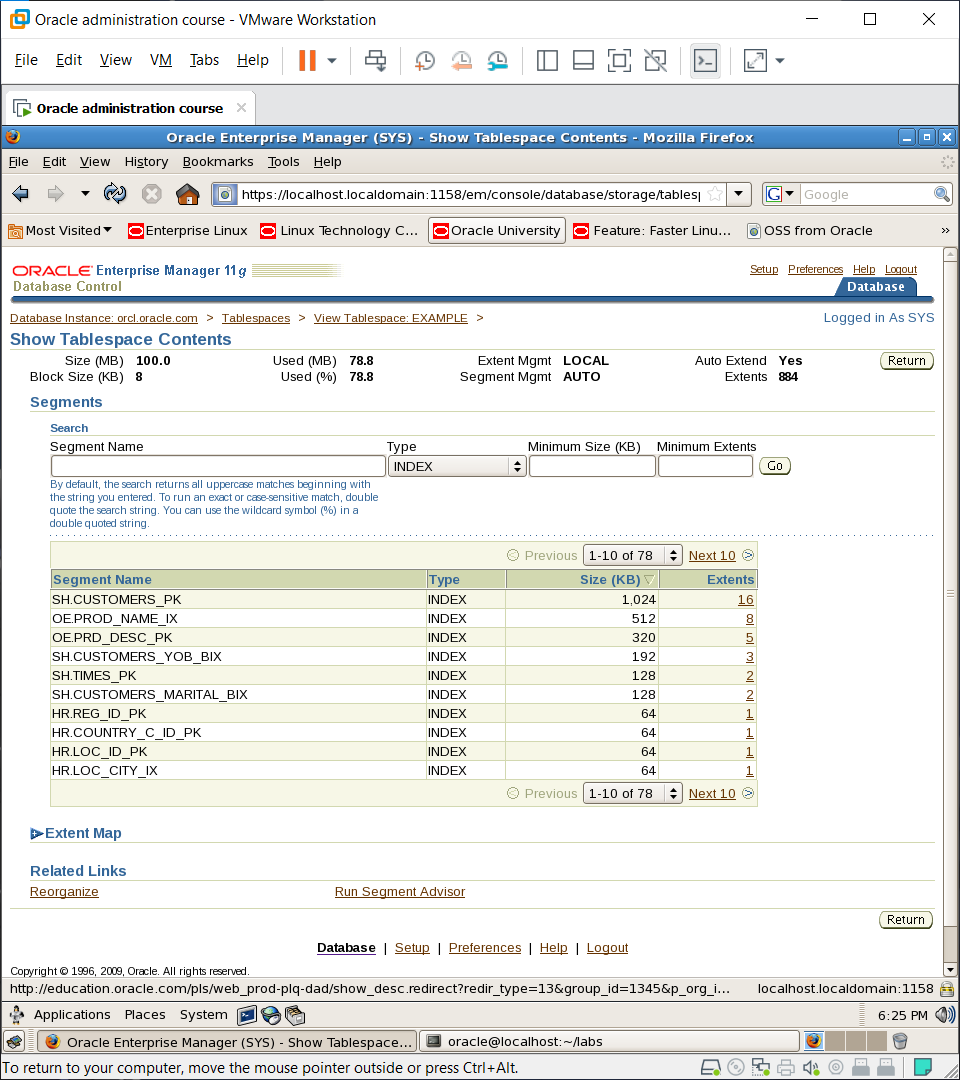 Oracle administration course - VMware Workstation
File Edit View VM Tabs Help
Oracle administration course
Oracle Enterprise Manager (SYS) - Show Tablespace Contents - Mozilla Firefox
File Edit View History Bookmarks Tools Help
https://localhost.localdomain:1158/em/console/database/storage/tablesp
G Google
Most Visited Enterprise Linux Linux Technology C... Oracle University Feature: Faster Linu... OSS from Oracle »
ORACLE Enterprise Manager 11g
Database Control
Setup Preferences Help Logout
Database
Database Instance: orcl.oracle.com > Tablespaces > View Tablespace: EXAMPLE >
Logged in As SYS
Show Tablespace Contents
Size (MB) 100.0 Used (MB) 78.8 Extent Mgmt LOCAL Auto Extend Yes Return
Block Size (KB) 8 Used (%) 78.8 Segment Mgmt AUTO Extents 884
Segments
Search
Segment Name Type Minimum Size (KB) Minimum Extents
INDEX Go
By default, the search returns all uppercase matches beginning with
the string you entered. To run an exact or case-sensitive match, double
quote the search string. You can use the wildcard symbol (%) in a
double quoted string.
Previous 1-10 of 78 Next 10
Segment Name Type Size (KB) Extents
SH.CUSTOMERS_PK INDEX 1,024 16
OE.PROD_NAME_IX INDEX 512 8
OE.PRD_DESC_PK INDEX 320 5
SH.CUSTOMERS_YOB_BIX INDEX 192 3
SH.TIMES_PK INDEX 128 2
SH.CUSTOMERS_MARITAL_BIX INDEX 128 2
HR.REG_ID_PK INDEX 64 1
HR.COUNTRY_C_ID_PK INDEX 64 1
HR.LOC_ID_PK INDEX 64 1
HR.LOC_CITY_IX INDEX 64 1
Previous 1-10 of 78 Next 10
Extent Map
Related Links
Reorganize Run Segment Advisor
Return
Database | Setup | Preferences | Help | Logout
Copyright © 1996, 2009, Oracle. All rights reserved.
http://education.oracle.com/pls/web_prod-plq-dad/show_desc.redirect?redir_type=13&group_id=1345&p_org_i... localhost.localdomain:1158
Applications Places System 6:25 PM
Oracle Enterprise Manager (SYS) - Show Tablespace... oracle@localhost:~/labs
To return to your computer, move the mouse pointer outside or press Ctrl+Alt.